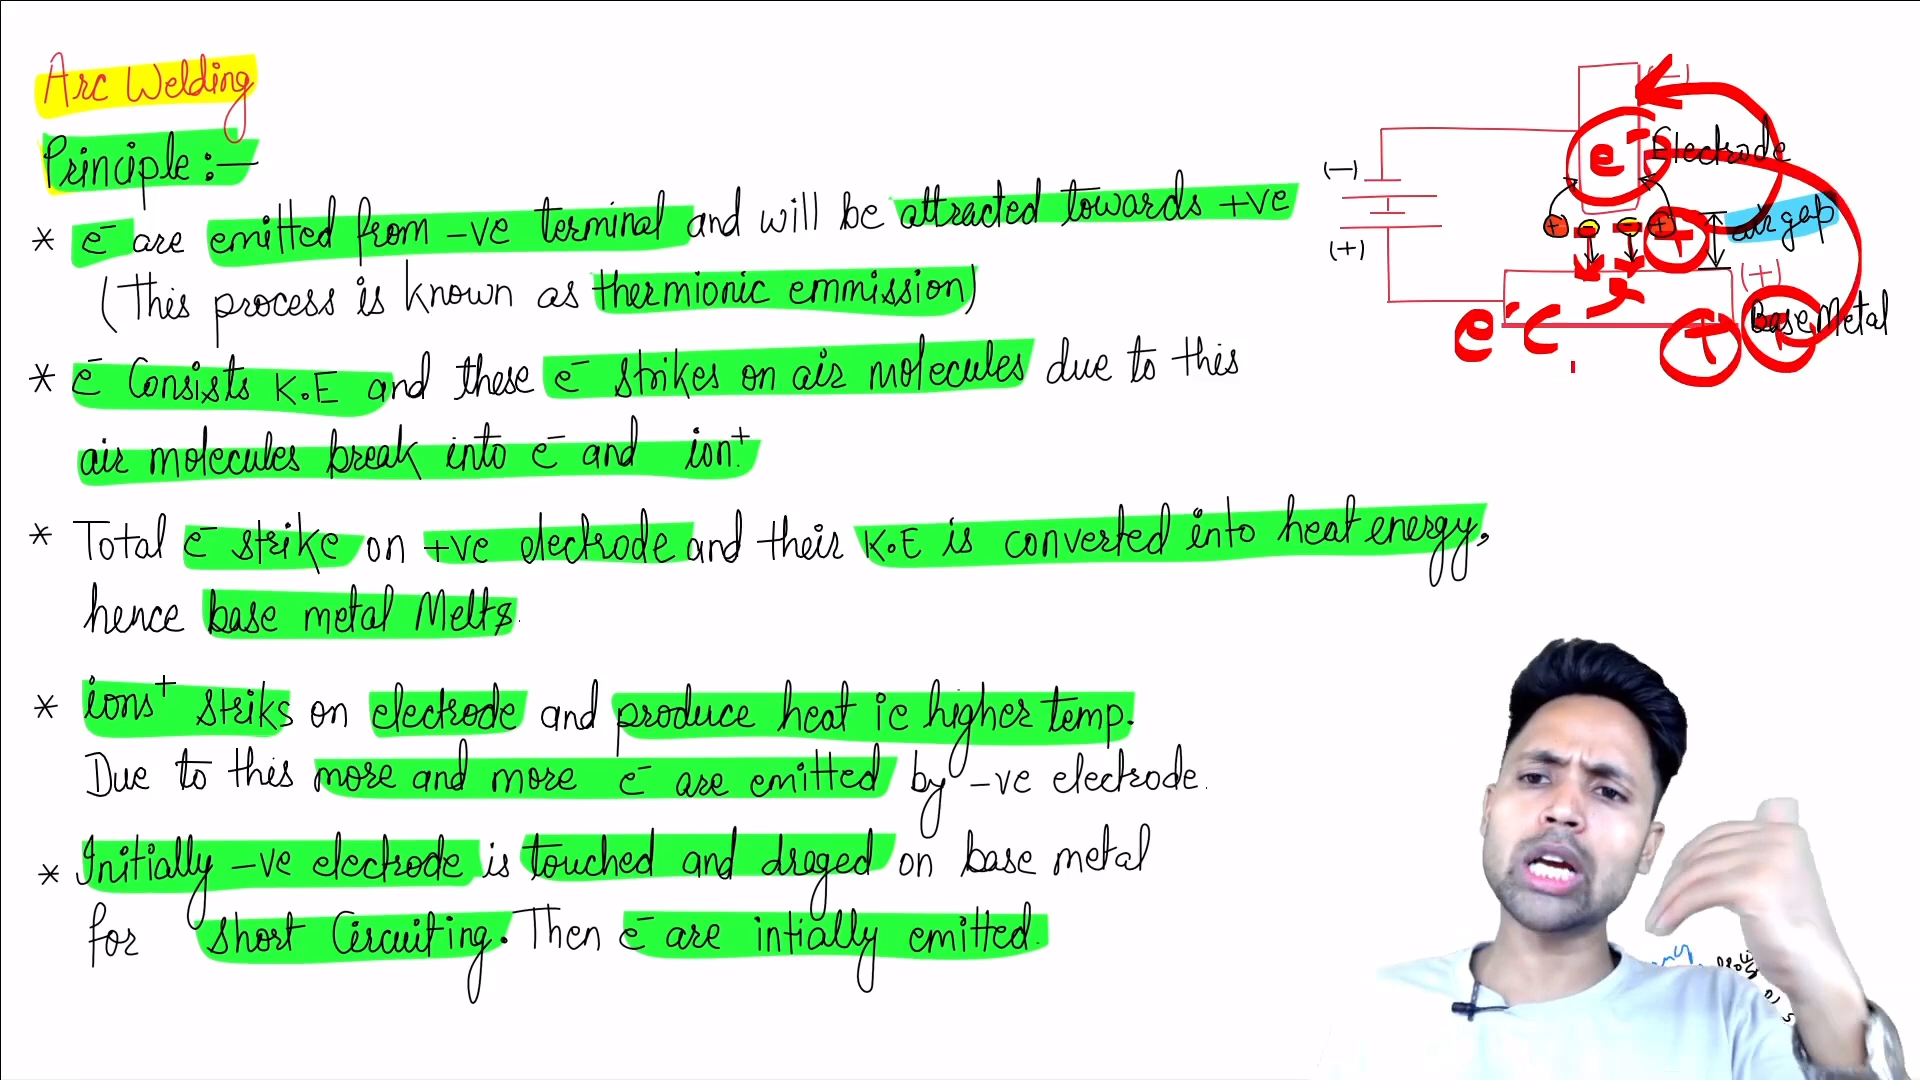 Arc Welding
Principle:—
* e⁻ are emitted from -ve terminal and will be attracted towards +ve
(This process is known as thermionic emmission)
* e⁻ Consists K.E and these e⁻ strikes on air molecules due to this
air molecules break into e⁻ and ion⁺.
* Total e⁻ strike on +ve electrode and their K.E is converted into heat energy,
hence base metal Melts.
* ions⁺ striks on electrode and produce heat ie higher temp.
Due to this more and more e⁻ are emitted by -ve electrode.
* Initially -ve electrode is touched and draged on base metal
for Short Circuiting. Then e⁻ are intially emitted.
(-)
e⁻
Electrode
(-)
+ - - + +
air gap
(+)
(+)
Base Metal
e⁻
+